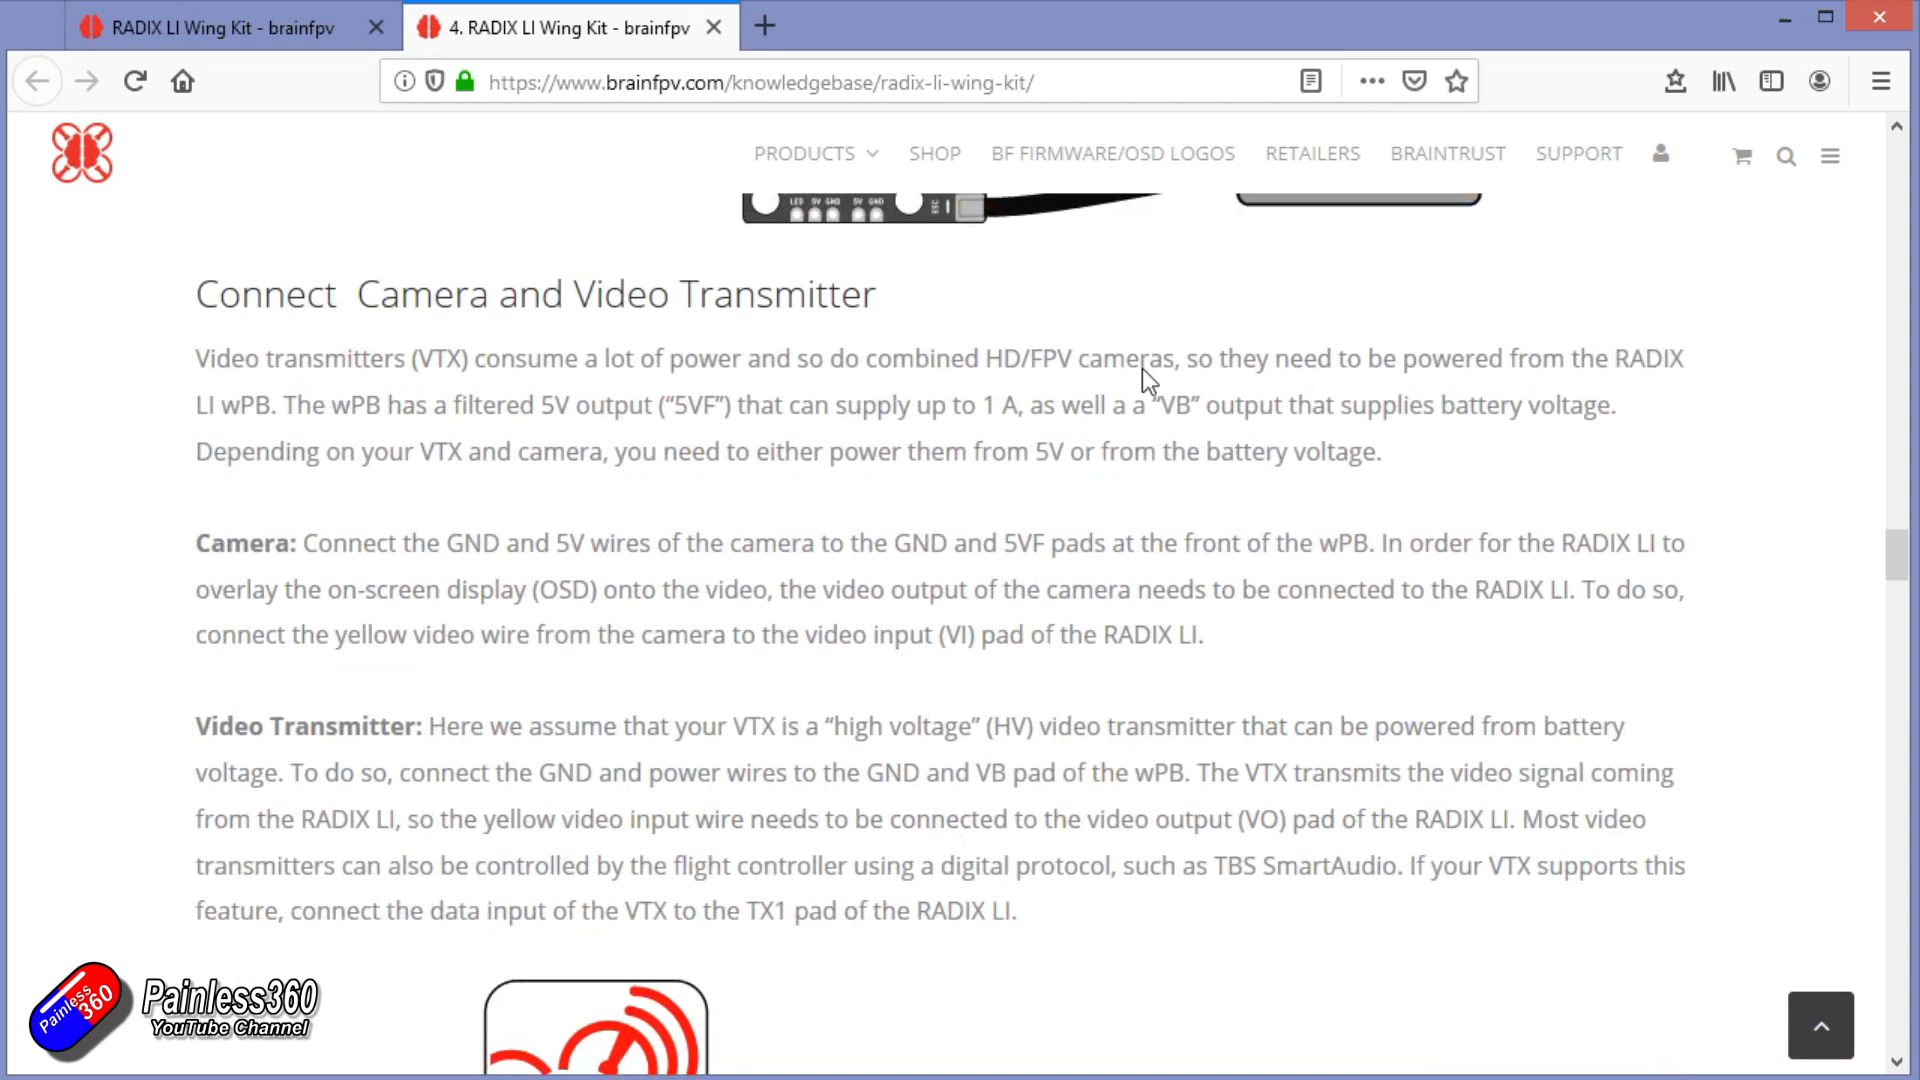 RADIX LI Wing Kit - brainfpv
4. RADIX LI Wing Kit - brainfpv
https://www.brainfpv.com/knowledgebase/radix-li-wing-kit/
PRODUCTS SHOP BF FIRMWARE/OSD LOGOS RETAILERS BRAINTRUST SUPPORT
LED 5V GND 5V GND ESC
Connect Camera and Video Transmitter
Video transmitters (VTX) consume a lot of power and so do combined HD/FPV cameras, so they need to be powered from the RADIX
LI wPB. The wPB has a filtered 5V output (“5VF”) that can supply up to 1 A, as well a a “VB” output that supplies battery voltage.
Depending on your VTX and camera, you need to either power them from 5V or from the battery voltage.
Camera: Connect the GND and 5V wires of the camera to the GND and 5VF pads at the front of the wPB. In order for the RADIX LI to
overlay the on-screen display (OSD) onto the video, the video output of the camera needs to be connected to the RADIX LI. To do so,
connect the yellow video wire from the camera to the video input (VI) pad of the RADIX LI.
Video Transmitter: Here we assume that your VTX is a “high voltage” (HV) video transmitter that can be powered from battery
voltage. To do so, connect the GND and power wires to the GND and VB pad of the wPB. The VTX transmits the video signal coming
from the RADIX LI, so the yellow video input wire needs to be connected to the video output (VO) pad of the RADIX LI. Most video
transmitters can also be controlled by the flight controller using a digital protocol, such as TBS SmartAudio. If your VTX supports this
feature, connect the data input of the VTX to the TX1 pad of the RADIX LI.
Painless 360
Painless360
YouTube Channel